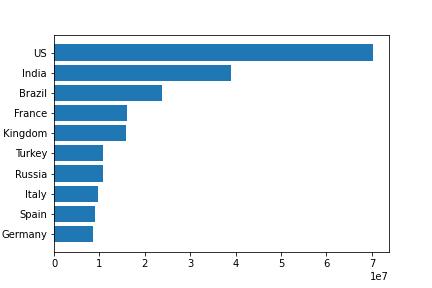 US
India
Brazil
France
Kingdom
Turkey
Russia
Italy
Spain
Germany
0 1 2 3 4 5 6 7
1e7